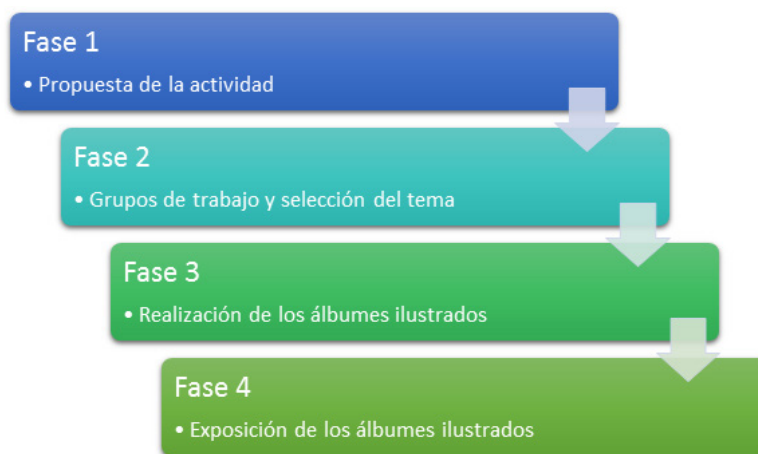 Fase 1
• Propuesta de la actividad
Fase 2
• Grupos de trabajo y selección del tema
Fase 3
• Realización de los álbumes ilustrados
Fase 4
• Exposición de los álbumes ilustrados